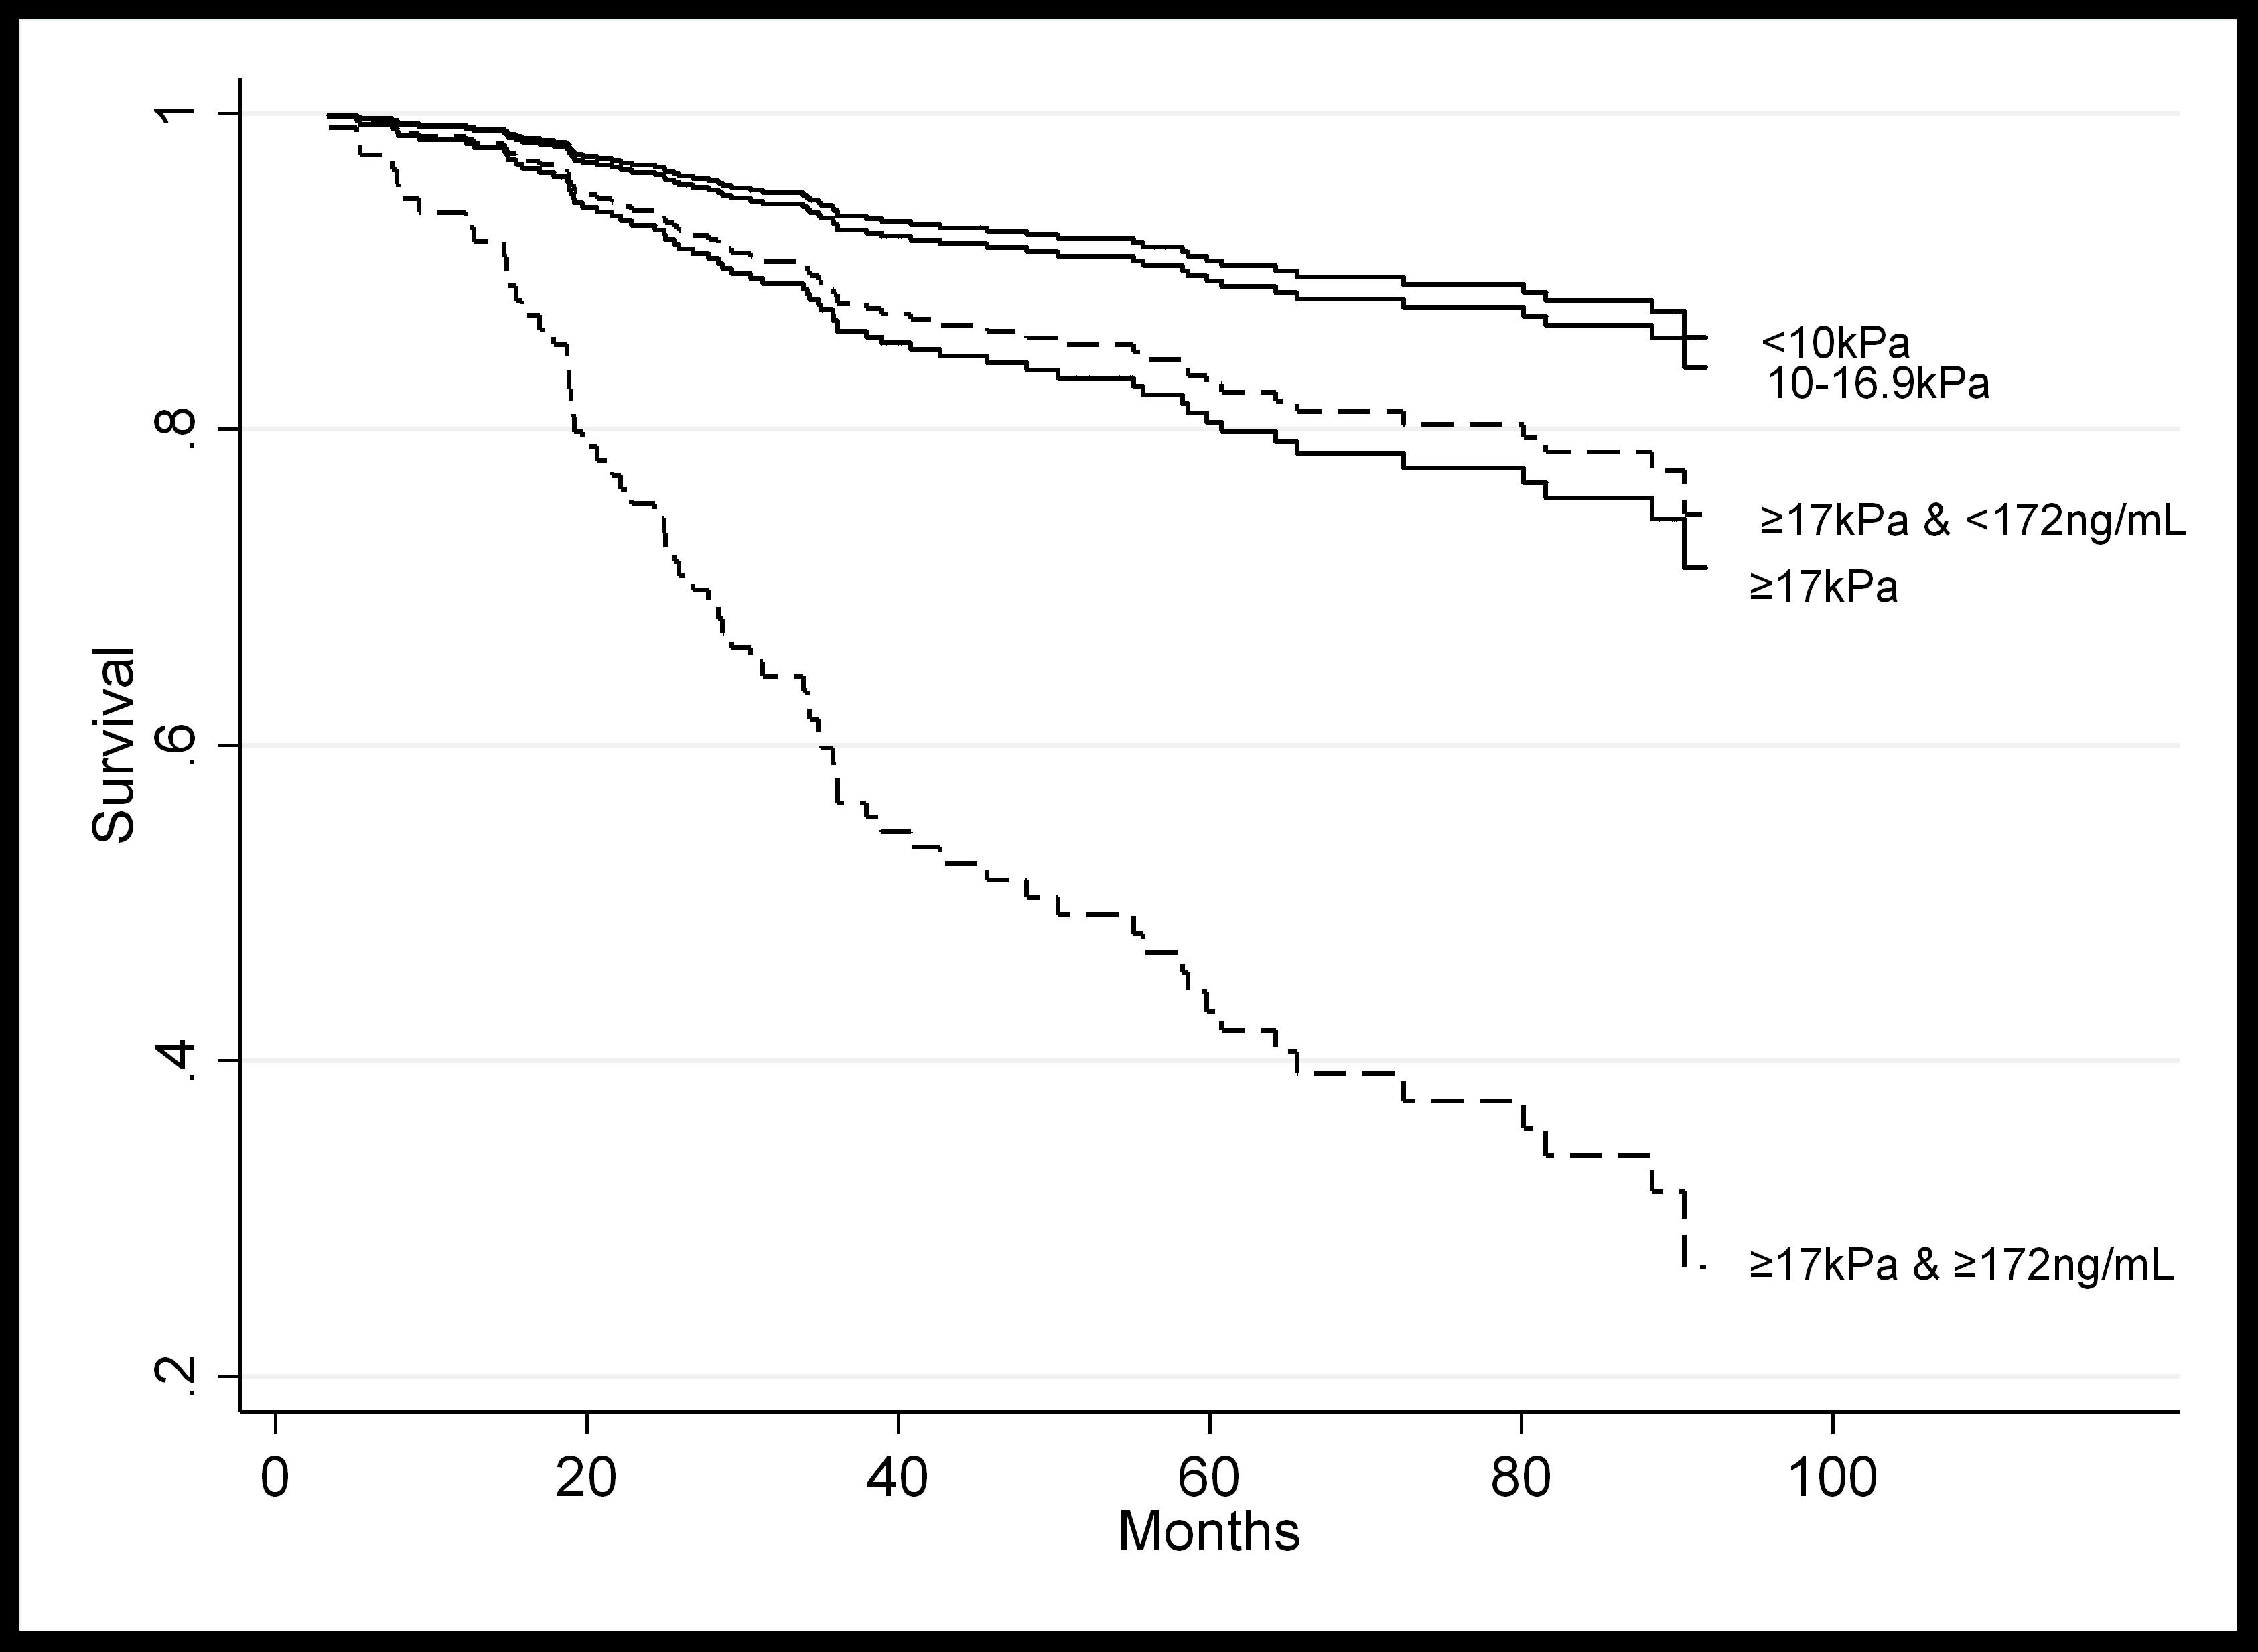 1
.8
.6
.4
.2
Survival
<10kPa
10-16.9kPa
≥17kPa & <172ng/mL
≥17kPa
≥17kPa & ≥172ng/mL
0 20 40 60 80 100
Months